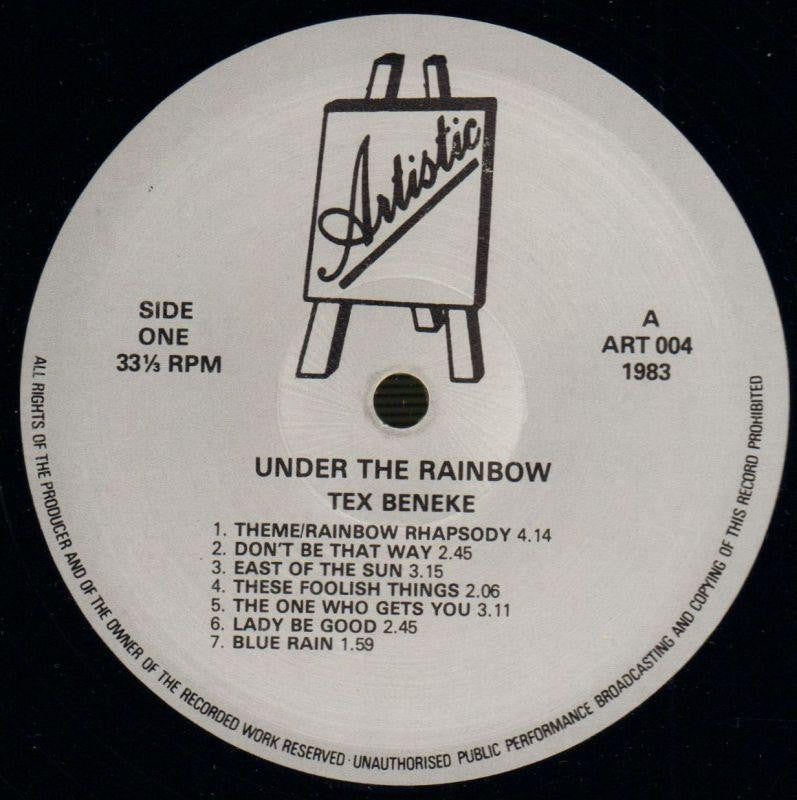 Artistic
SIDE
ONE
33⅓ RPM
A
ART 004
1983
UNDER THE RAINBOW
TEX BENEKE
1. THEME/RAINBOW RHAPSODY 4.14
2. DON'T BE THAT WAY 2.45
3. EAST OF THE SUN 3.15
4. THESE FOOLISH THINGS 2.06
5. THE ONE WHO GETS YOU 3.11
6. LADY BE GOOD 2.45
7. BLUE RAIN 1.59
ALL RIGHTS OF THE PRODUCER AND OF THE OWNER OF THE RECORDED WORK RESERVED · UNAUTHORISED PUBLIC PERFORMANCE BROADCASTING AND COPYING OF THIS RECORD PROHIBITED